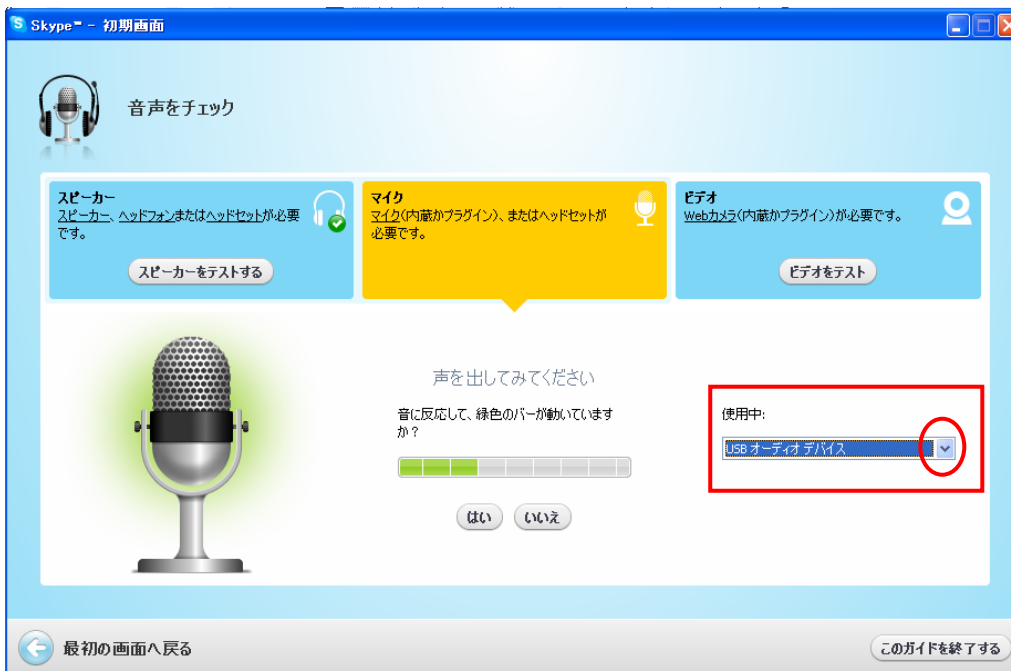 Skype™ - 初期画面
音声をチェック
スピーカー
スピーカー、ヘッドフォンまたはヘッドセットが必要
です。
スピーカーをテストする
マイク
マイク(内蔵かプラグイン)、またはヘッドセットが
必要です。
ビデオ
Webカメラ(内蔵かプラグイン)が必要です。
ビデオをテスト
声を出してみてください
音に反応して、緑色のバーが動いています
か？
はい
いいえ
使用中:
USB オーディオ デバイス
最初の画面へ戻る
このガイドを終了する